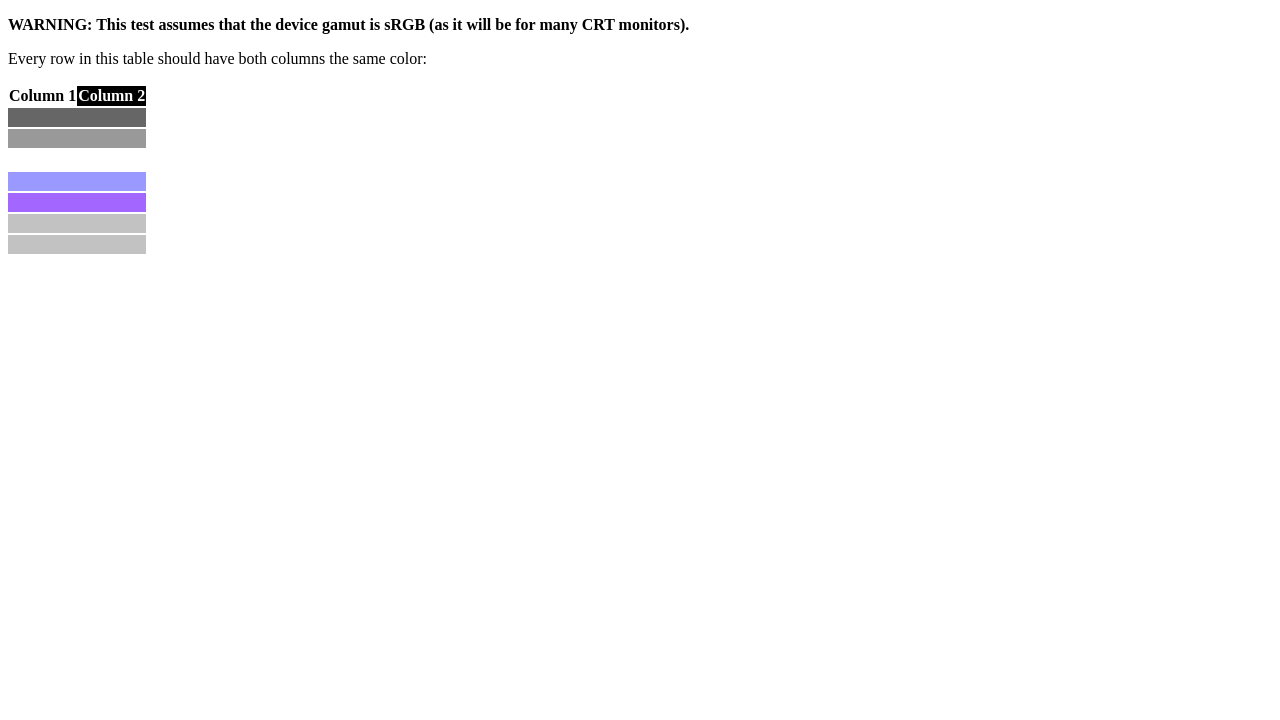 WARNING: This test assumes that the device gamut is sRGB (as it will be for many CRT monitors).
Every row in this table should have both columns the same color:
Column 1 Column 2